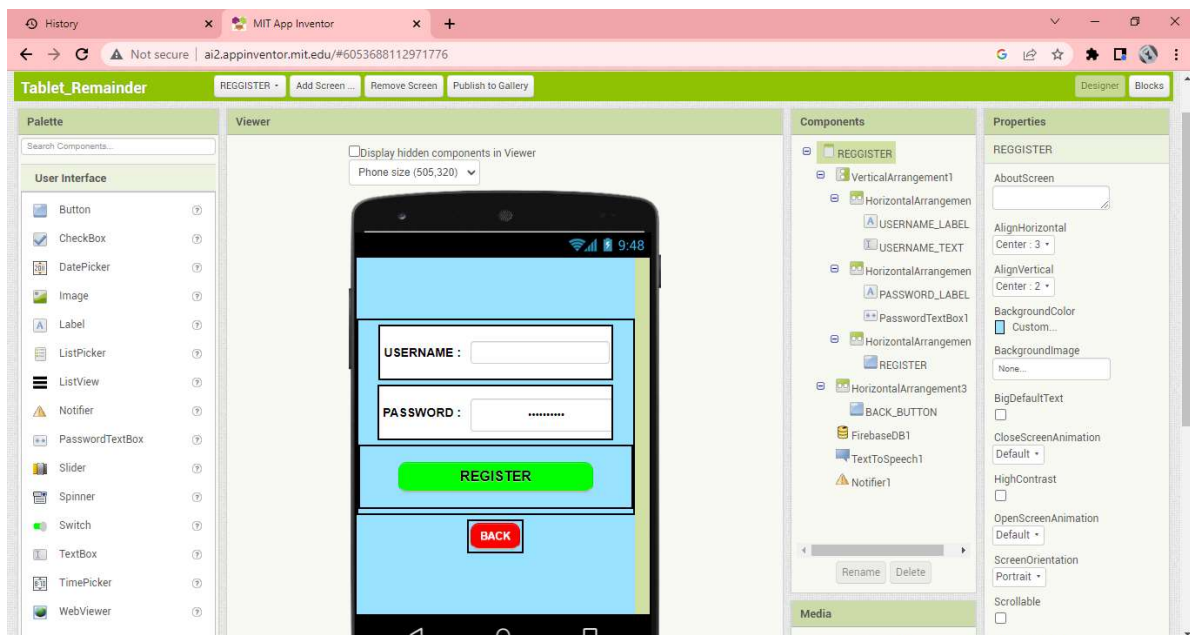 History
MIT App Inventor
Not secure
ai2.appinventor.mit.edu/#6053688112971776
Tablet_Remainder
REGGISTER
Add Screen ...
Remove Screen
Publish to Gallery
Designer
Blocks
Palette
Search Components...
User Interface
Button
CheckBox
DatePicker
Image
Label
ListPicker
ListView
Notifier
PasswordTextBox
Slider
Spinner
Switch
TextBox
TimePicker
WebViewer
Viewer
Display hidden components in Viewer
Phone size (505,320)
9:48
USERNAME :
PASSWORD : ••••••••••
REGISTER
BACK
Components
REGGISTER
VerticalArrangement1
HorizontalArrangemen
USERNAME_LABEL
USERNAME_TEXT
HorizontalArrangemen
PASSWORD_LABEL
PasswordTextBox1
HorizontalArrangemen
REGISTER
HorizontalArrangement3
BACK_BUTTON
FirebaseDB1
TextToSpeech1
Notifier1
Rename
Delete
Media
Properties
REGGISTER
AboutScreen
AlignHorizontal
Center : 3
AlignVertical
Center : 2
BackgroundColor
Custom...
BackgroundImage
None...
BigDefaultText
CloseScreenAnimation
Default
HighContrast
OpenScreenAnimation
Default
ScreenOrientation
Portrait
Scrollable